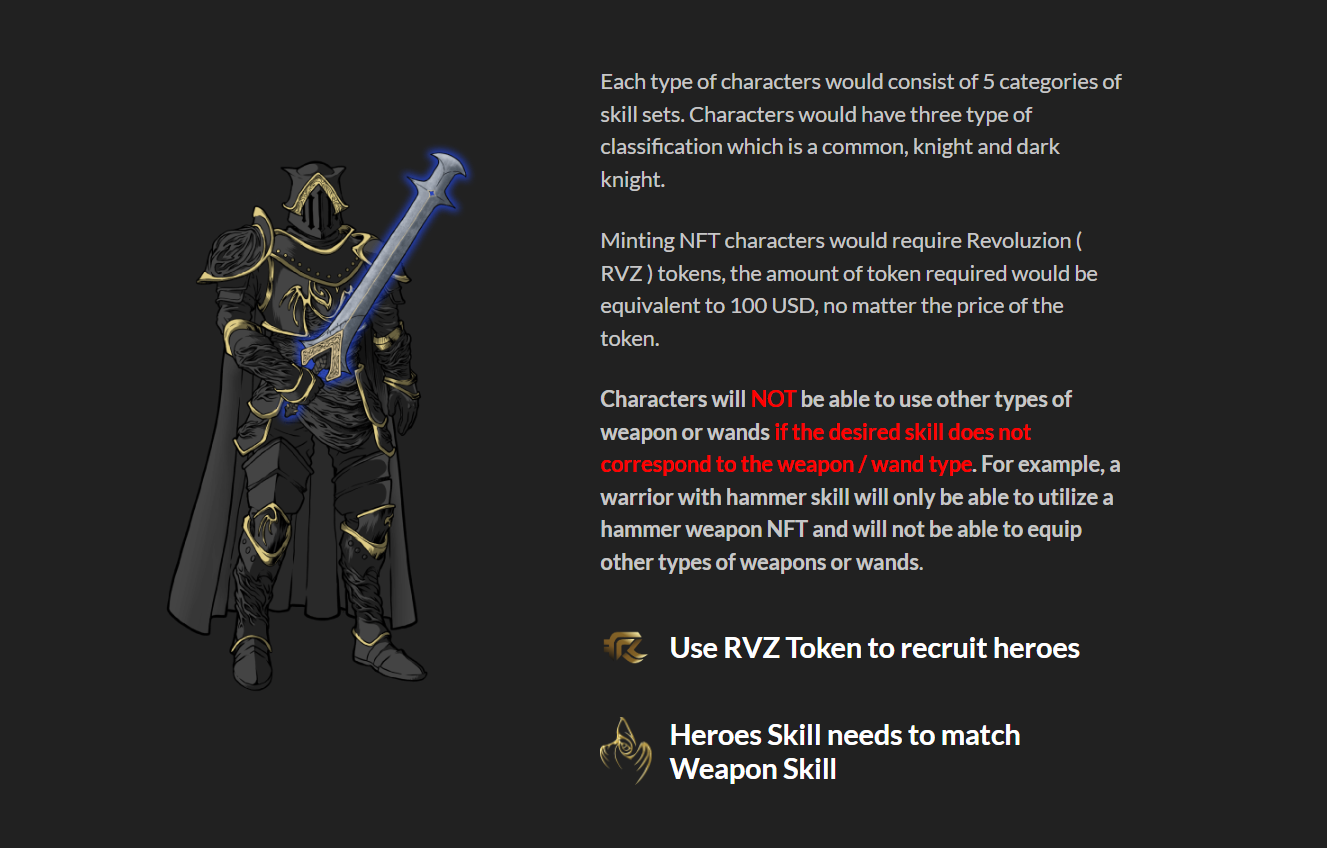 Each type of characters would consist of 5 categories of
skill sets. Characters would have three type of
classification which is a common, knight and dark
knight.
Minting NFT characters would require Revoluzion (
RVZ ) tokens, the amount of token required would be
equivalent to 100 USD, no matter the price of the
token.
Characters will NOT be able to use other types of
weapon or wands if the desired skill does not
correspond to the weapon / wand type. For example, a
warrior with hammer skill will only be able to utilize a
hammer weapon NFT and will not be able to equip
other types of weapons or wands.
Use RVZ Token to recruit heroes
Heroes Skill needs to match
Weapon Skill